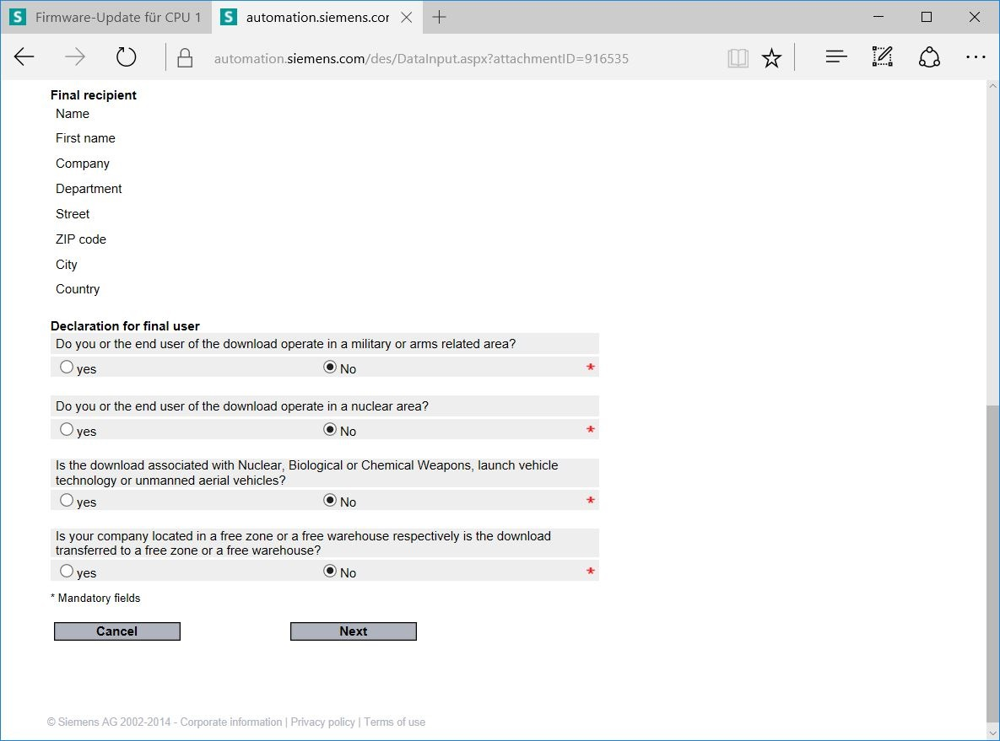 S Firmware-Update für CPU 1
S automation.siemens.cor
automation.siemens.com/des/DataInput.aspx?attachmentID=916535
Final recipient
Name
First name
Company
Department
Street
ZIP code
City
Country
Declaration for final user
Do you or the end user of the download operate in a military or arms related area?
yes No *
Do you or the end user of the download operate in a nuclear area?
yes No *
Is the download associated with Nuclear, Biological or Chemical Weapons, launch vehicle
technology or unmanned aerial vehicles?
yes No *
Is your company located in a free zone or a free warehouse respectively is the download
transferred to a free zone or a free warehouse?
yes No *
* Mandatory fields
Cancel Next
© Siemens AG 2002-2014 - Corporate information | Privacy policy | Terms of use